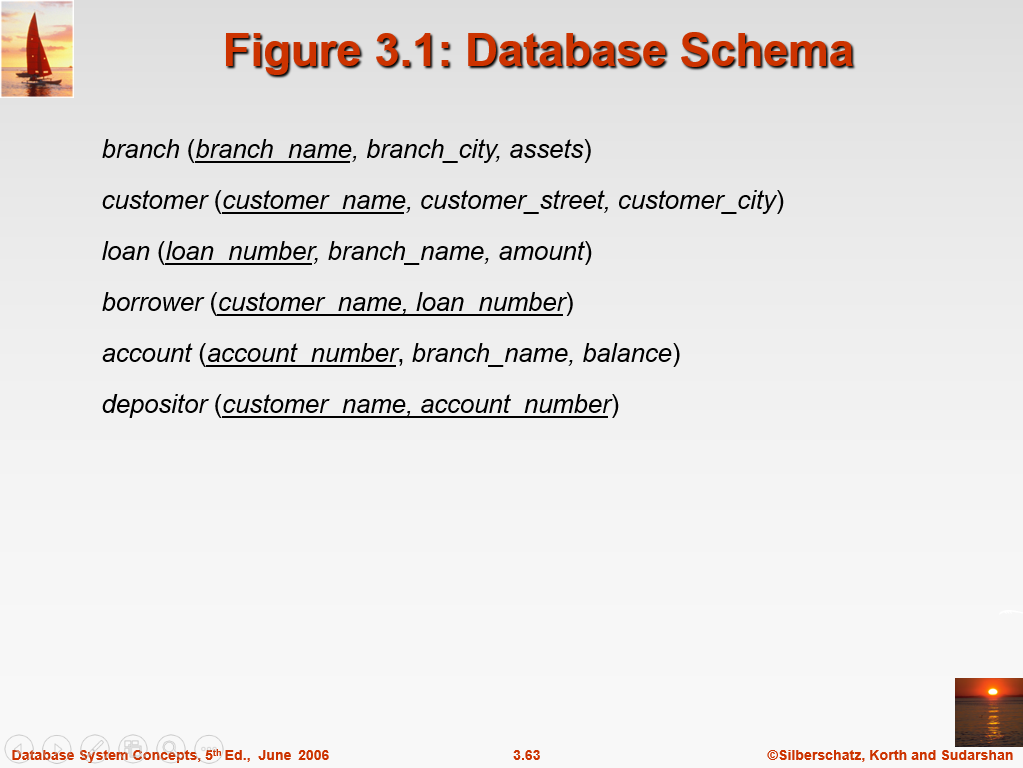 Figure 3.1: Database Schema
branch (branch_name, branch_city, assets)
customer (customer_name, customer_street, customer_city)
loan (loan_number, branch_name, amount)
borrower (customer_name, loan_number)
account (account_number, branch_name, balance)
depositor (customer_name, account_number)
Database System Concepts, 5th Ed., June 2006 3.63 ©Silberschatz, Korth and Sudarshan